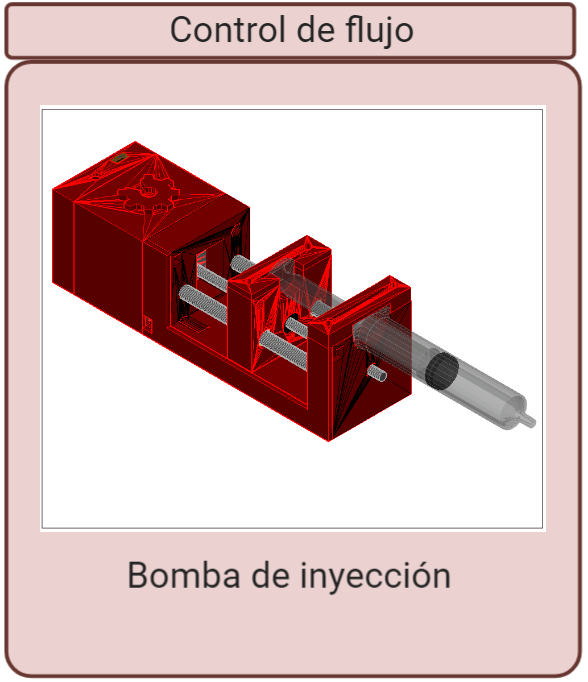 Control de flujo
Bomba de inyección